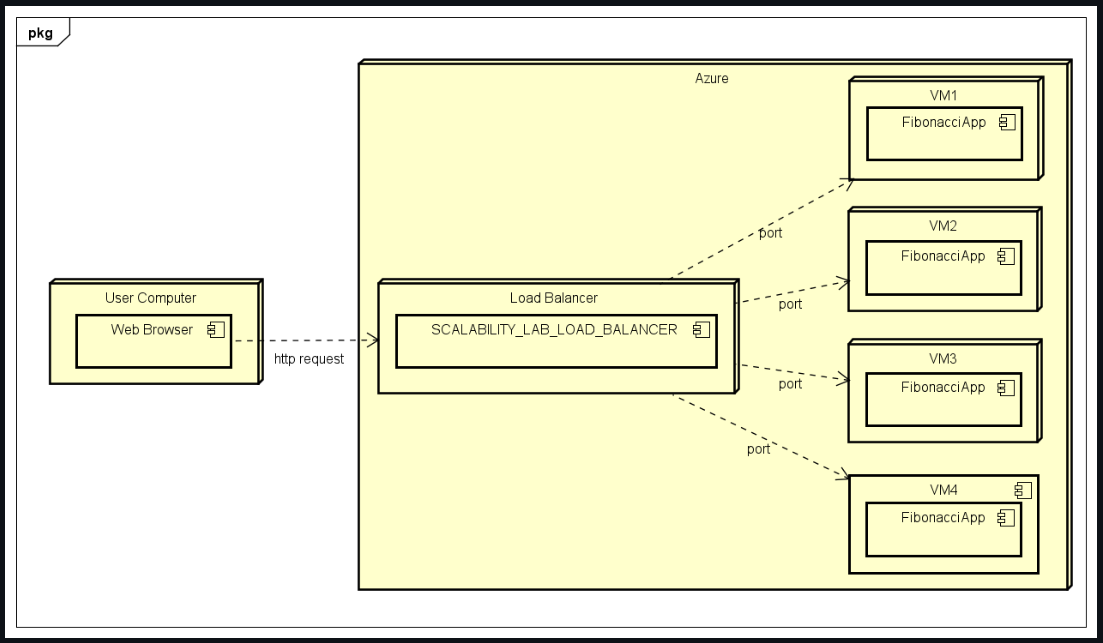 pkg
Azure
VM1
FibonacciApp
port
VM2
FibonacciApp
port
User Computer
Web Browser
http request
Load Balancer
SCALABILITY_LAB_LOAD_BALANCER
VM3
FibonacciApp
port
VM4
FibonacciApp
port